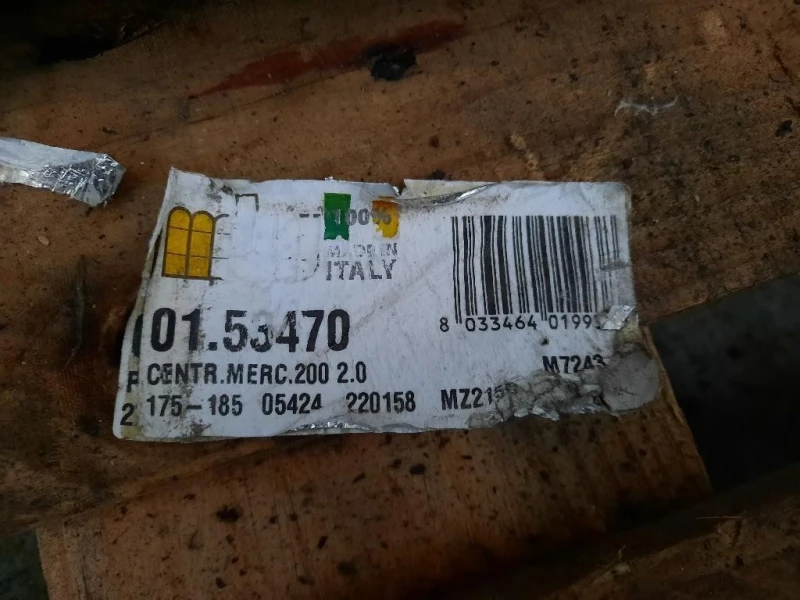 100%
MADE IN
ITALY
01.53470
8 033464 0199
CENTR.MERC.200 2.0 M7243
175-185 05424 220158 MZ215